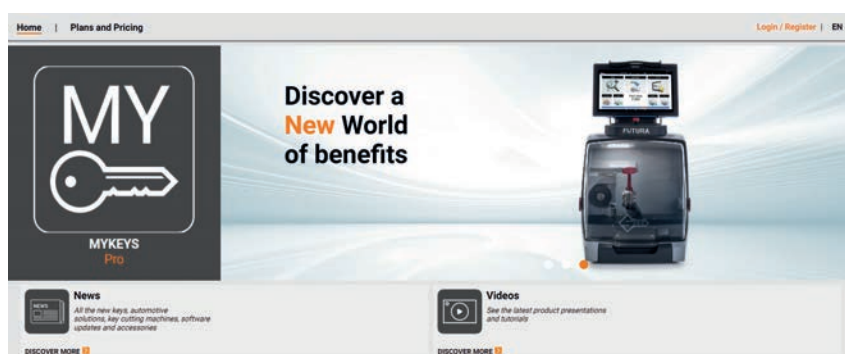 Home | Plans and Pricing
Login / Register | EN
MY
MYKEYS
Pro
Discover a
New World
of benefits
FUTURA
NEWS
News
All the new keys, automotive
solutions, key cutting machines, software
updates and accessories
DISCOVER MORE
Videos
See the latest product presentations
and tutorials
DISCOVER MORE